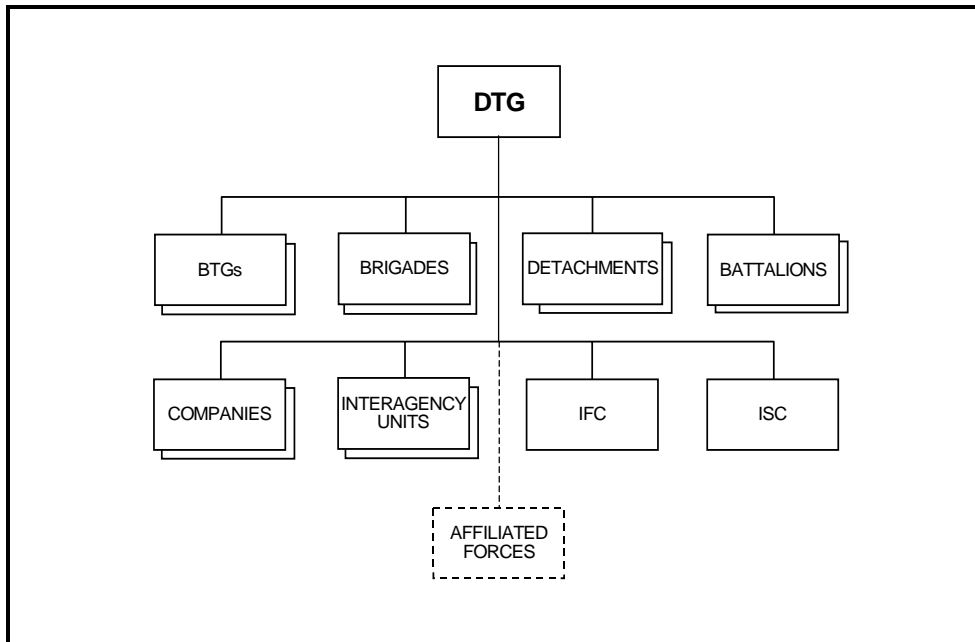 DTG
BTGs
BRIGADES
DETACHMENTS
BATTALIONS
COMPANIES
INTERAGENCY
UNITS
IFC
ISC
AFFILIATED
FORCES